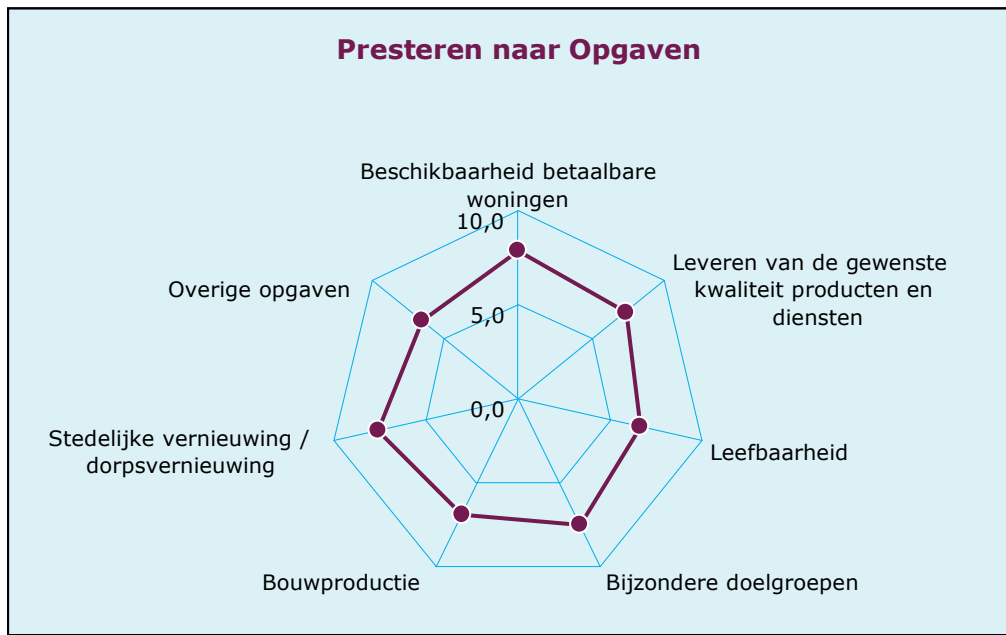 Presteren naar Opgaven
Beschikbaarheid betaalbare
woningen
10,0
Leveren van de gewenste
kwaliteit producten en
diensten
Overige opgaven
5,0
0,0
Stedelijke vernieuwing /
dorpsvernieuwing
Leefbaarheid
Bouwproductie
Bijzondere doelgroepen